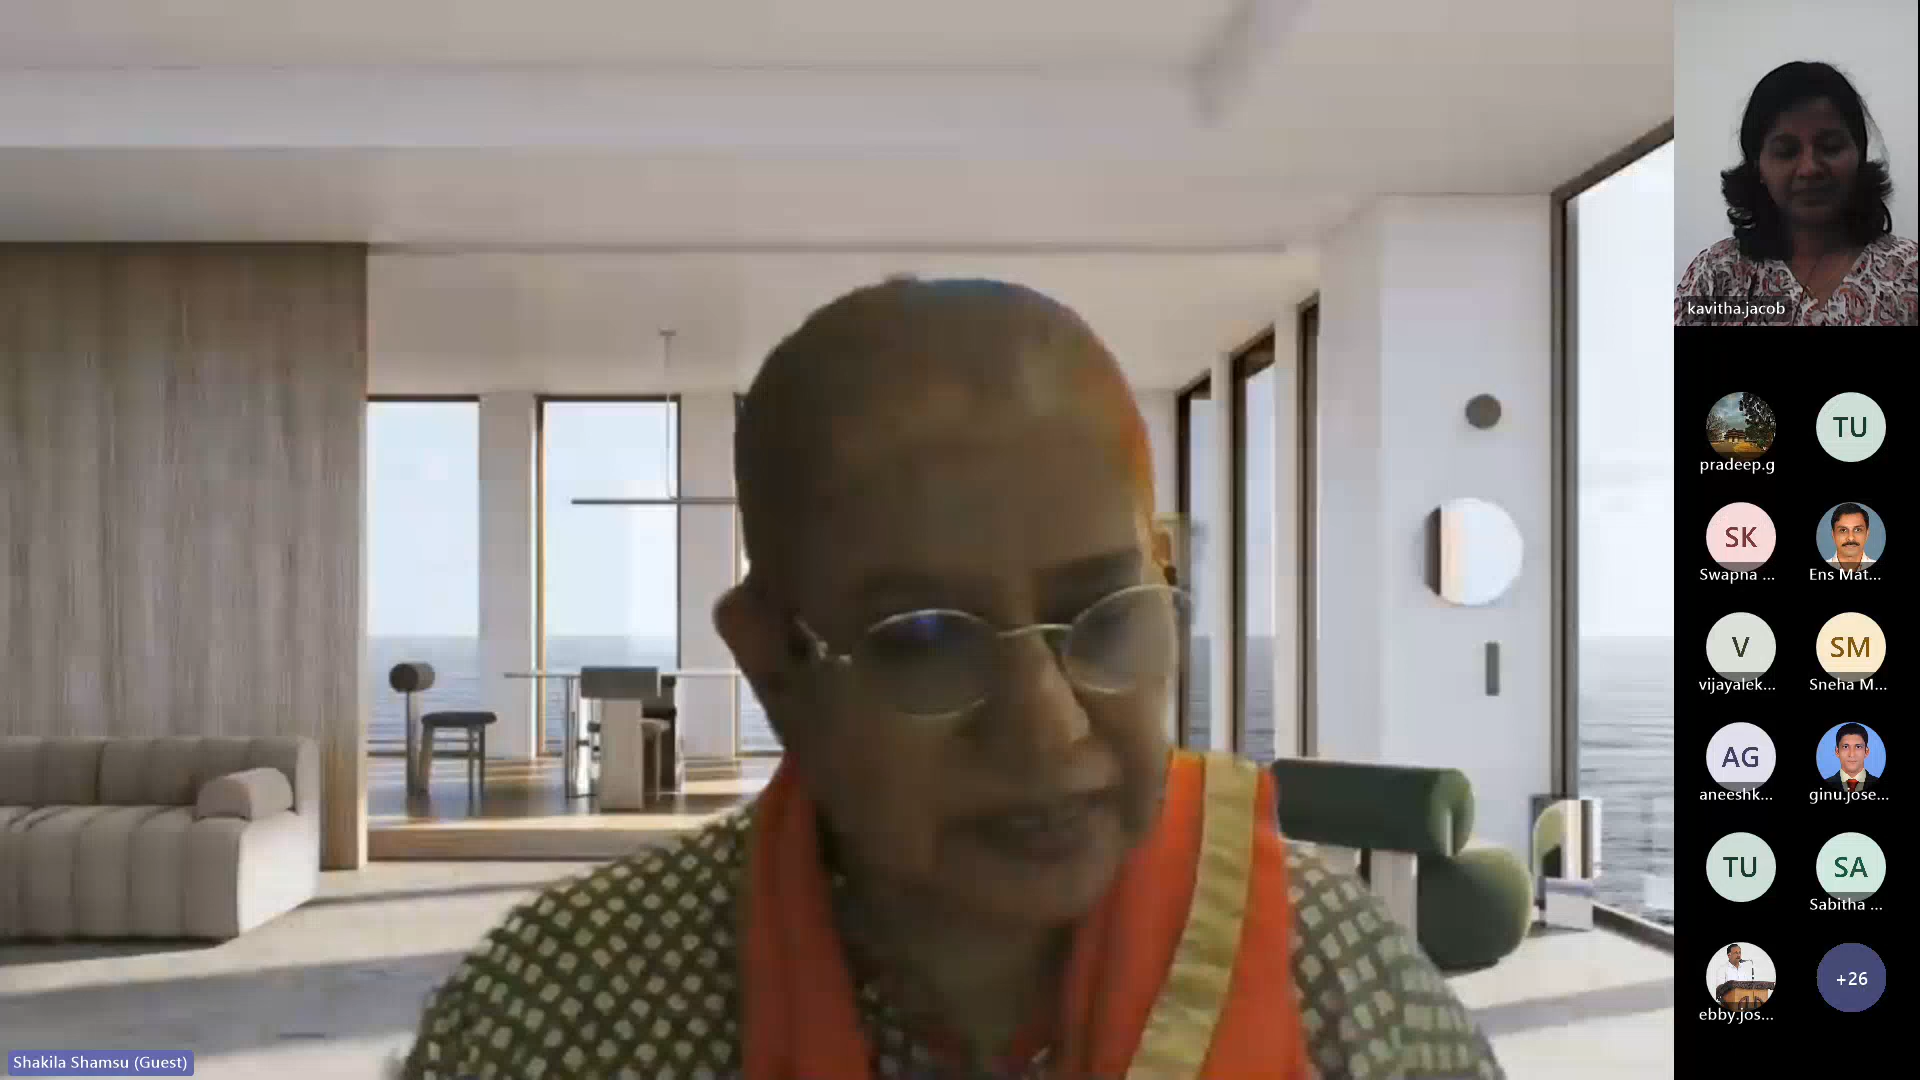 kavitha.jacob
pradeep.g
TU
SK
Swapna ...
Ens Mat...
V
vijayalek...
SM
Sneha M...
AG
aneeshk...
ginu.jose...
TU
SA
Sabitha ...
ebby.jos...
+26
Shakila Shamsu (Guest)